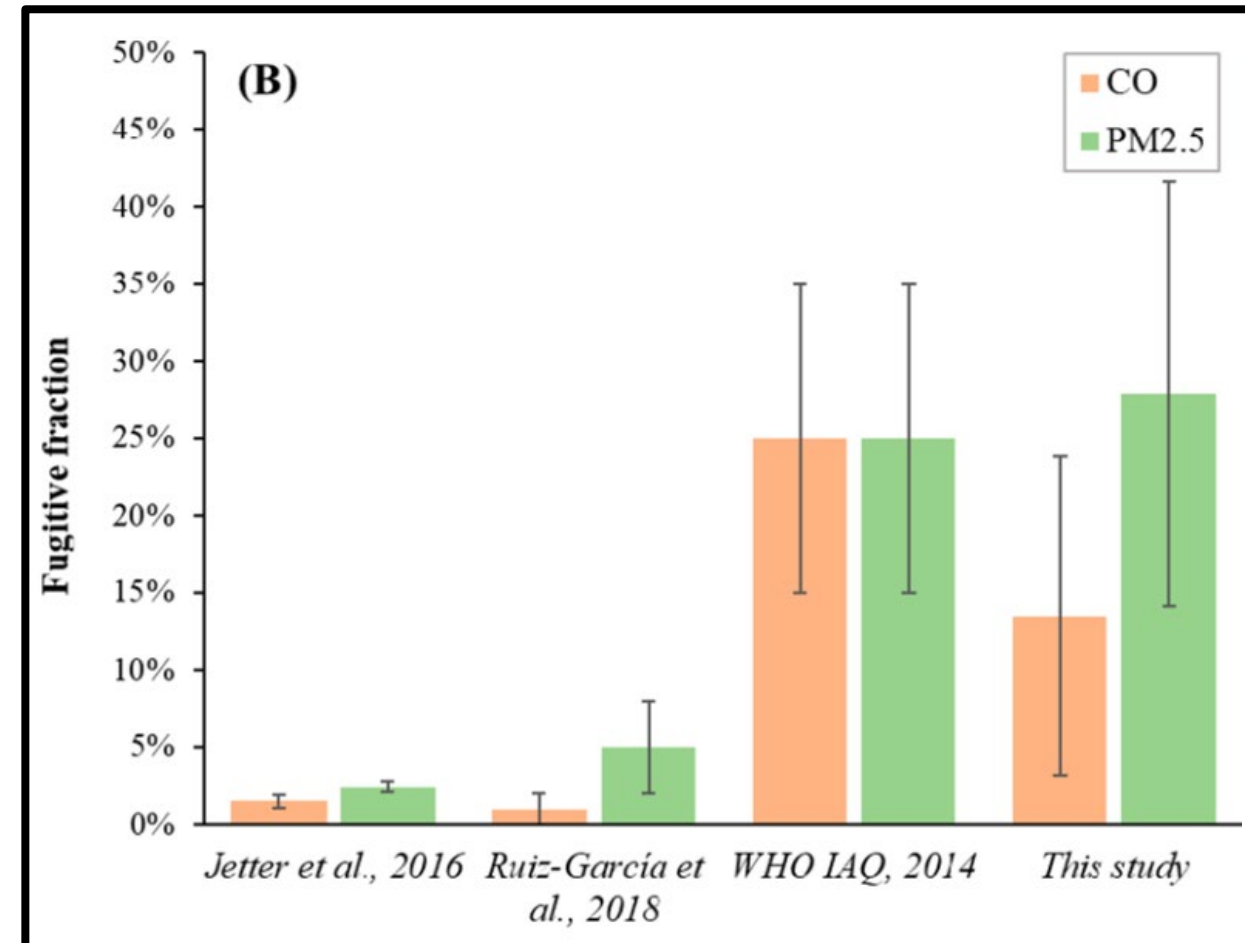 (B)
CO
PM2.5
50%
45%
40%
35%
30%
25%
20%
15%
10%
5%
0%
Fugitive fraction
Jetter et al., 2016
Ruiz-García et
al., 2018
WHO IAQ, 2014
This study